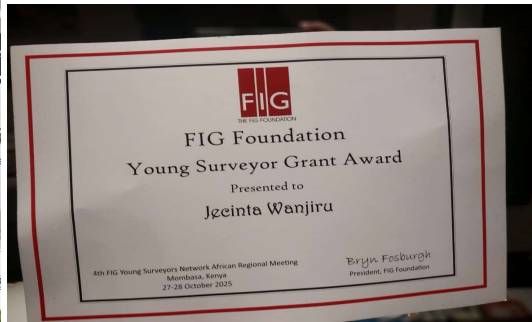 FIG
THE FIG FOUNDATION
FIG Foundation
Young Surveyor Grant Award
Presented to
Jecinta Wanjiru
4th FIG Young Surveyors Network African Regional Meeting
Mombasa, Kenya
27-28 October 2025
Bryn Fosburgh
President, FIG Foundation